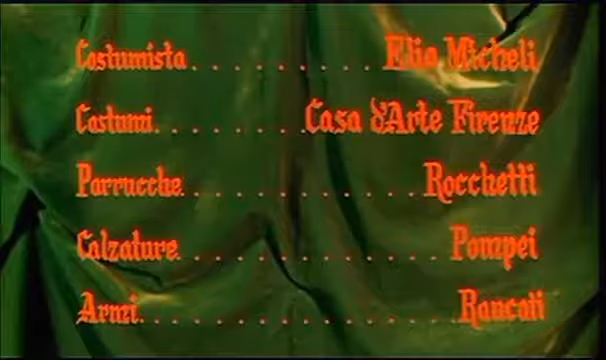 Costumista . . . . . . . . . Elio Micheli
Costumi . . . . . . . Casa d'Arte Firenze
Parrucche . . . . . . . . . . . Rocchetti
Calzature . . . . . . . . . . . . . Pompei
Armi . . . . . . . . . . . . . . . Rancati